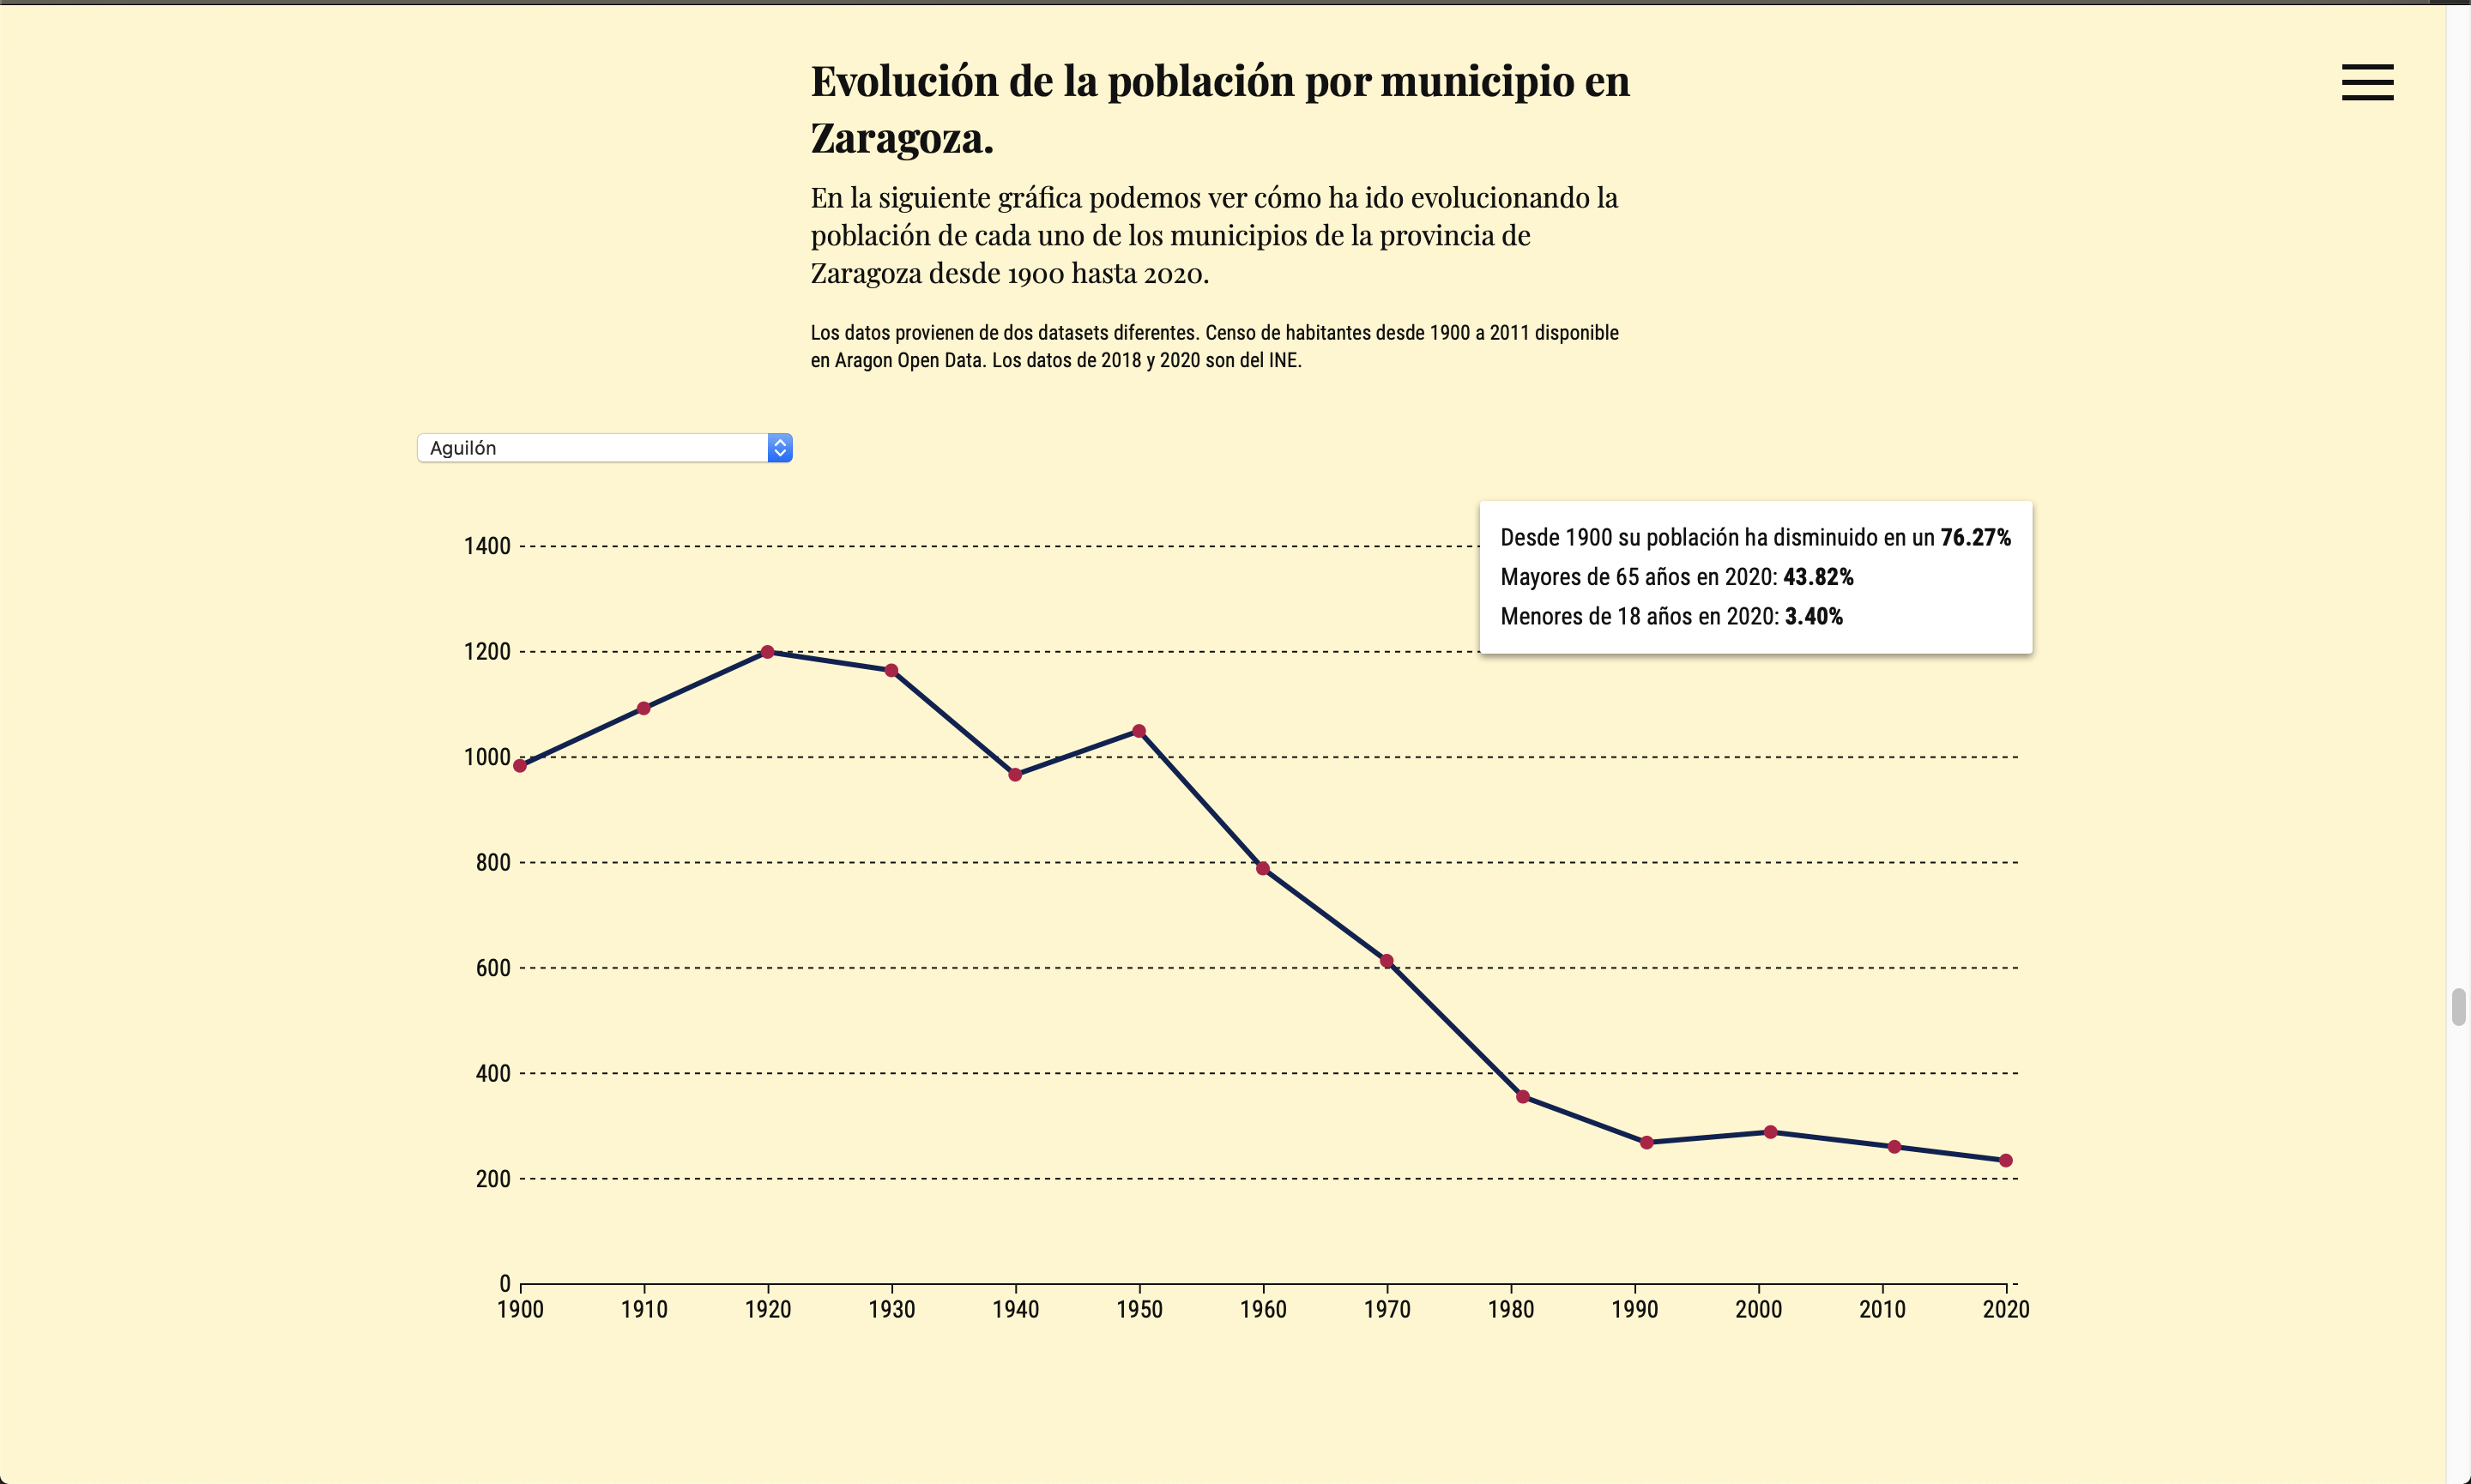 Evolución de la población por municipio en
Zaragoza.
En la siguiente gráfica podemos ver cómo ha ido evolucionando la
población de cada uno de los municipios de la provincia de
Zaragoza desde 1900 hasta 2020.
Los datos provienen de dos datasets diferentes. Censo de habitantes desde 1900 a 2011 disponible
en Aragon Open Data. Los datos de 2018 y 2020 son del INE.
Aguilón
Desde 1900 su población ha disminuido en un 76.27%
Mayores de 65 años en 2020: 43.82%
Menores de 18 años en 2020: 3.40%
1400
1200
1000
800
600
400
200
0
1900 1910 1920 1930 1940 1950 1960 1970 1980 1990 2000 2010 2020